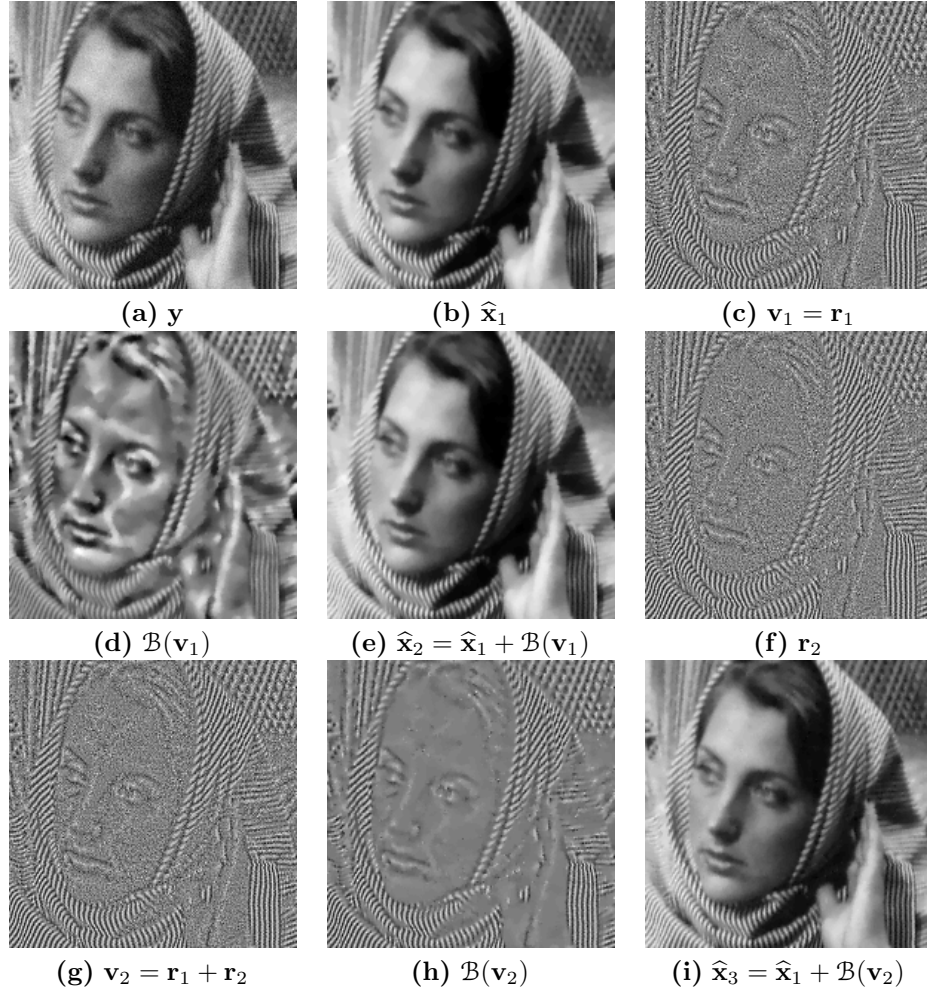 (a) y
(b) x̂₁
(c) v₁ = r₁
(d) ℬ(v₁)
(e) x̂₂ = x̂₁ + ℬ(v₁)
(f) r₂
(g) v₂ = r₁ + r₂
(h) ℬ(v₂)
(i) x̂₃ = x̂₁ + ℬ(v₂)